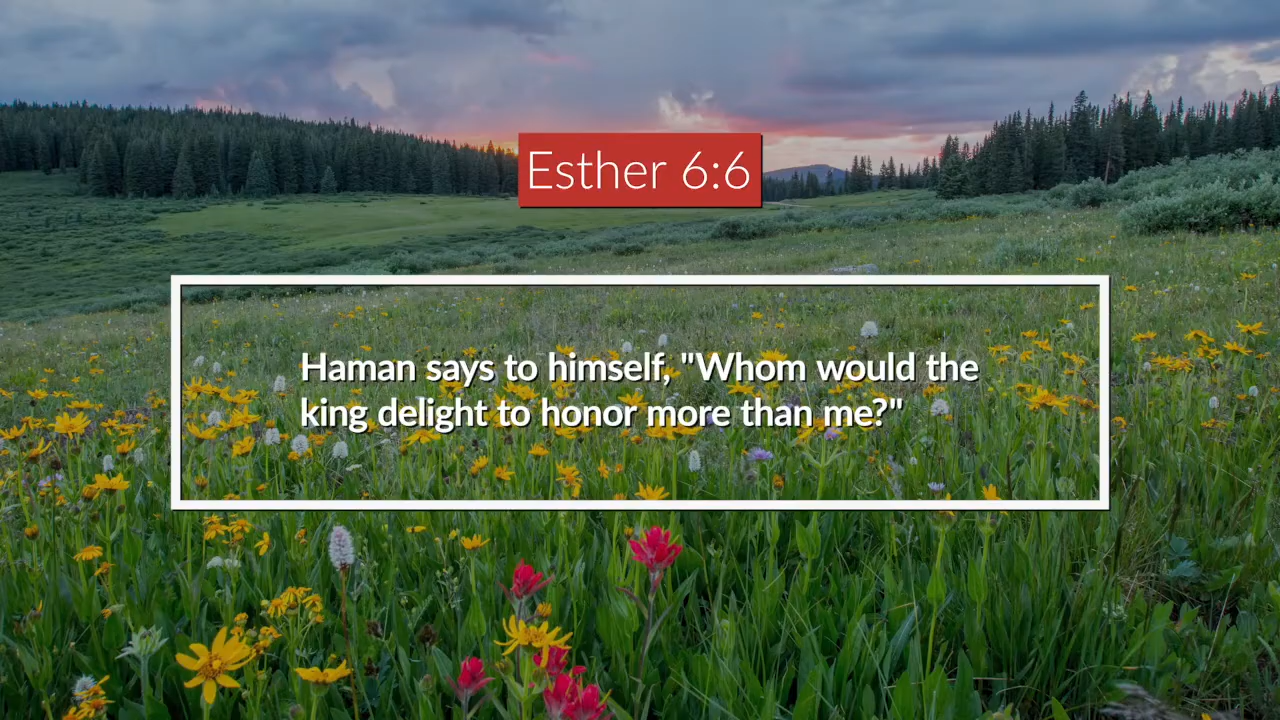 Esther 6:6
Haman says to himself, "Whom would the
king delight to honor more than me?"